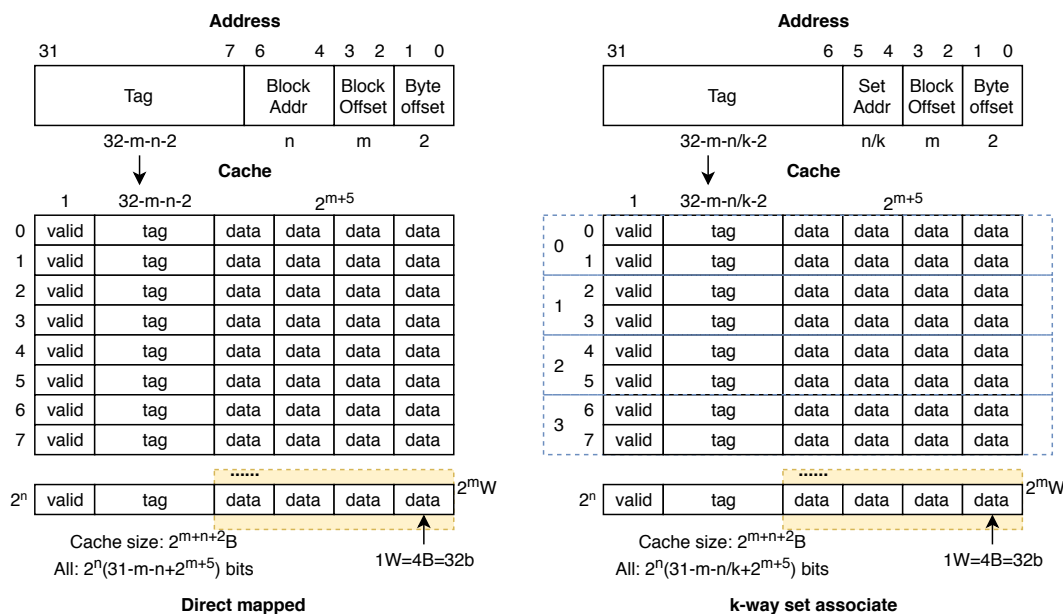 Address
31 7 6 4 3 2 1 0
Tag Block Addr Block Offset Byte offset
32-m-n-2 n m 2
Cache
1 32-m-n-2 2^{m+5}
0 valid tag data data data data
1 valid tag data data data data
2 valid tag data data data data
3 valid tag data data data data
4 valid tag data data data data
5 valid tag data data data data
6 valid tag data data data data
7 valid tag data data data data
......
2^n valid tag data data data data 2^mW
Cache size: 2^{m+n+2}B
1W=4B=32b
All: 2^n(31-m-n+2^{m+5}) bits
Direct mapped
Address
31 6 5 4 3 2 1 0
Tag Set Addr Block Offset Byte offset
32-m-n/k-2 n/k m 2
Cache
1 32-m-n/k-2 2^{m+5}
0 0 valid tag data data data data
1 valid tag data data data data
1 2 valid tag data data data data
3 valid tag data data data data
2 4 valid tag data data data data
5 valid tag data data data data
3 6 valid tag data data data data
7 valid tag data data data data
......
2^n valid tag data data data data 2^mW
Cache size: 2^{m+n+2}B
1W=4B=32b
All: 2^n(31-m-n/k+2^{m+5}) bits
k-way set associate